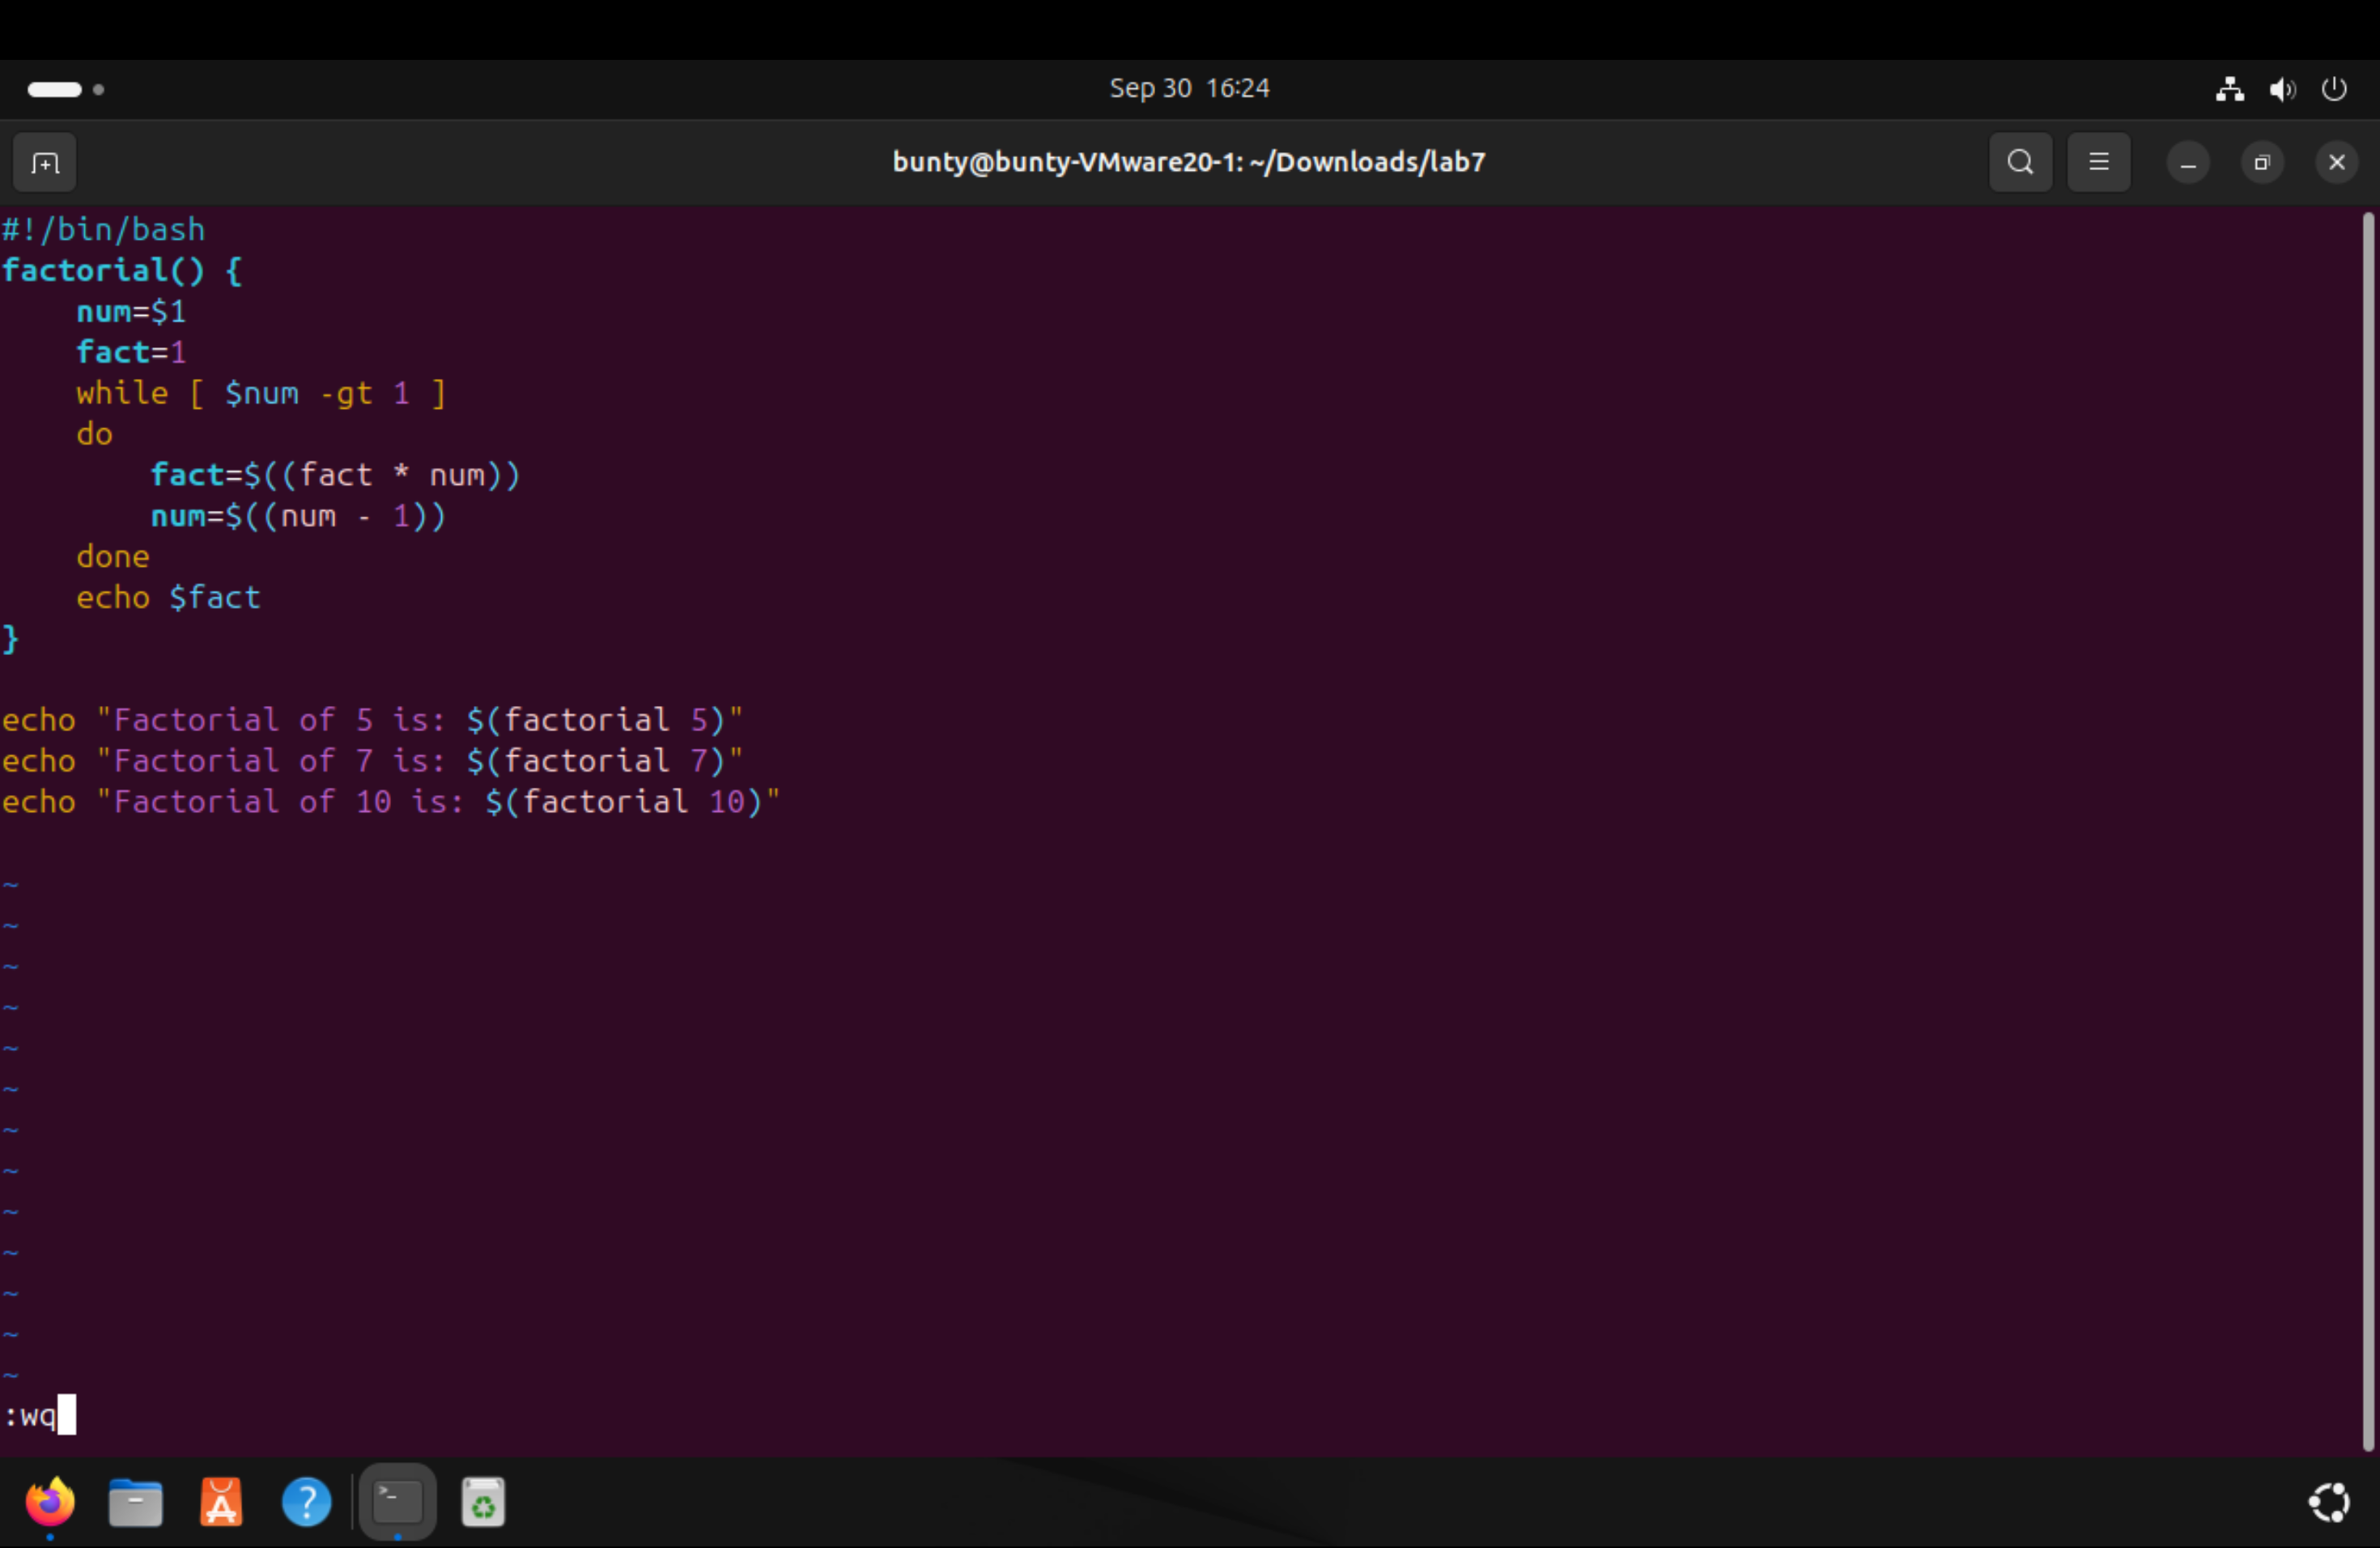 Sep 30 16:24
bunty@bunty-VMware20-1: ~/Downloads/lab7
#!/bin/bash
factorial() {
    num=$1
    fact=1
    while [ $num -gt 1 ]
    do
        fact=$((fact * num))
        num=$((num - 1))
    done
    echo $fact
}

echo "Factorial of 5 is: $(factorial 5)"
echo "Factorial of 7 is: $(factorial 7)"
echo "Factorial of 10 is: $(factorial 10)"

~
~
~
~
~
~
~
~
~
~
~
~
~
:wq